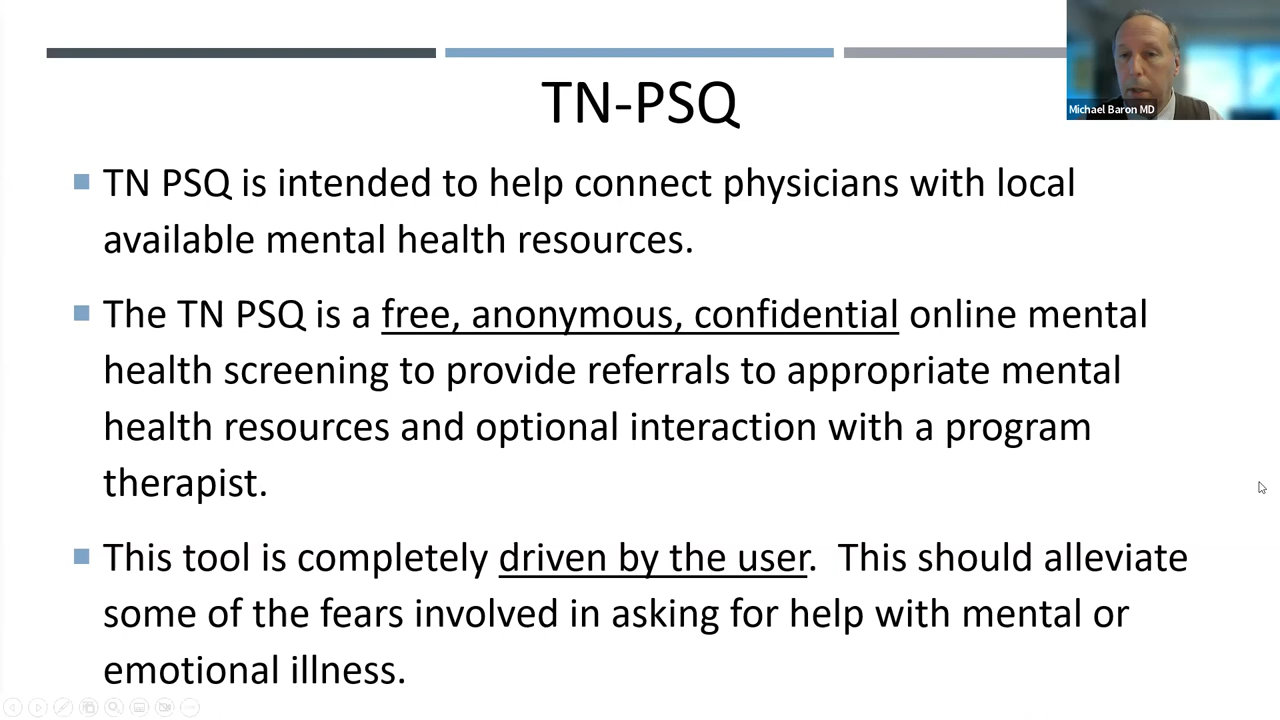 TN-PSQ
Michael Baron MD
TN PSQ is intended to help connect physicians with local
available mental health resources.
The TN PSQ is a free, anonymous, confidential online mental
health screening to provide referrals to appropriate mental
health resources and optional interaction with a program
therapist.
This tool is completely driven by the user.  This should alleviate
some of the fears involved in asking for help with mental or
emotional illness.